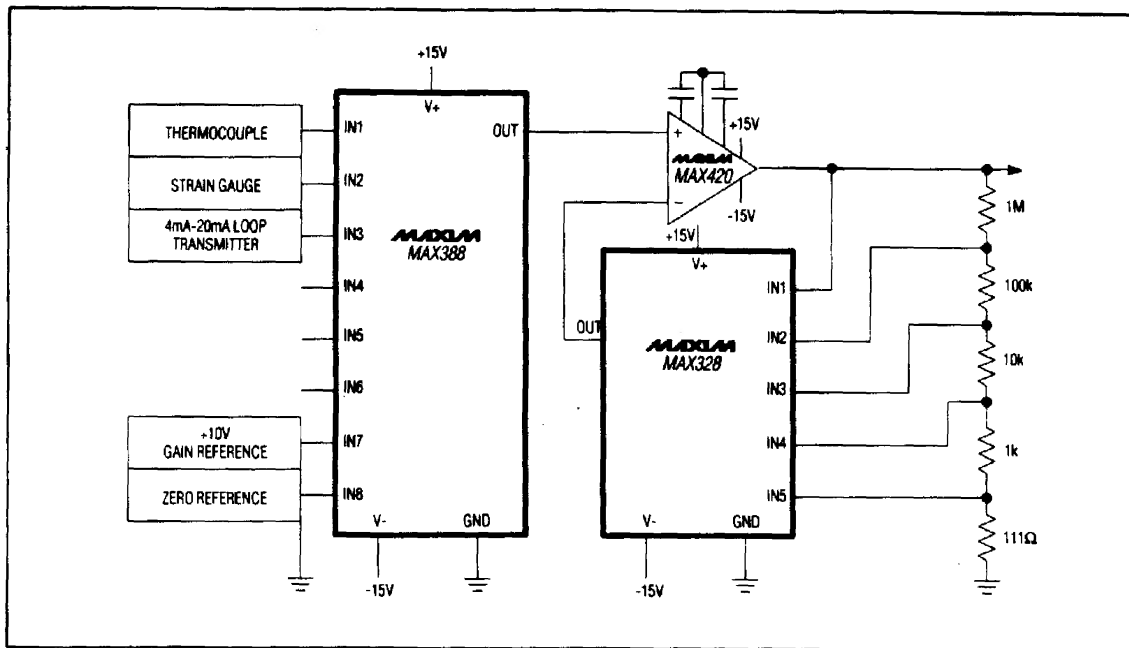 +15V
V+
THERMOCOUPLE
IN1
OUT
STRAIN GAUGE
IN2
4mA-20mA LOOP
TRANSMITTER
IN3
MAXIM
MAX388
IN4
IN5
IN6
+10V
GAIN REFERENCE
IN7
ZERO REFERENCE
IN8
V-
GND
-15V
+
+15V
MAXIM
MAX420
−
-15V
+15V
V+
IN1
OUT
IN2
MAXIM
MAX328
IN3
IN4
IN5
V-
GND
-15V
1M
100k
10k
1k
111Ω